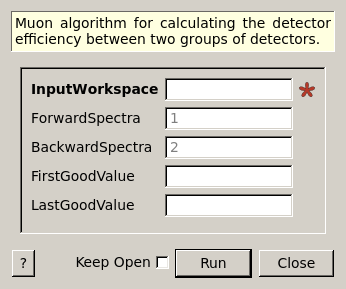 Muon algorithm for calculating the detector
efficiency between two groups of detectors.
InputWorkspace *
ForwardSpectra 1
BackwardSpectra 2
FirstGoodValue
LastGoodValue
? Keep Open Run Close